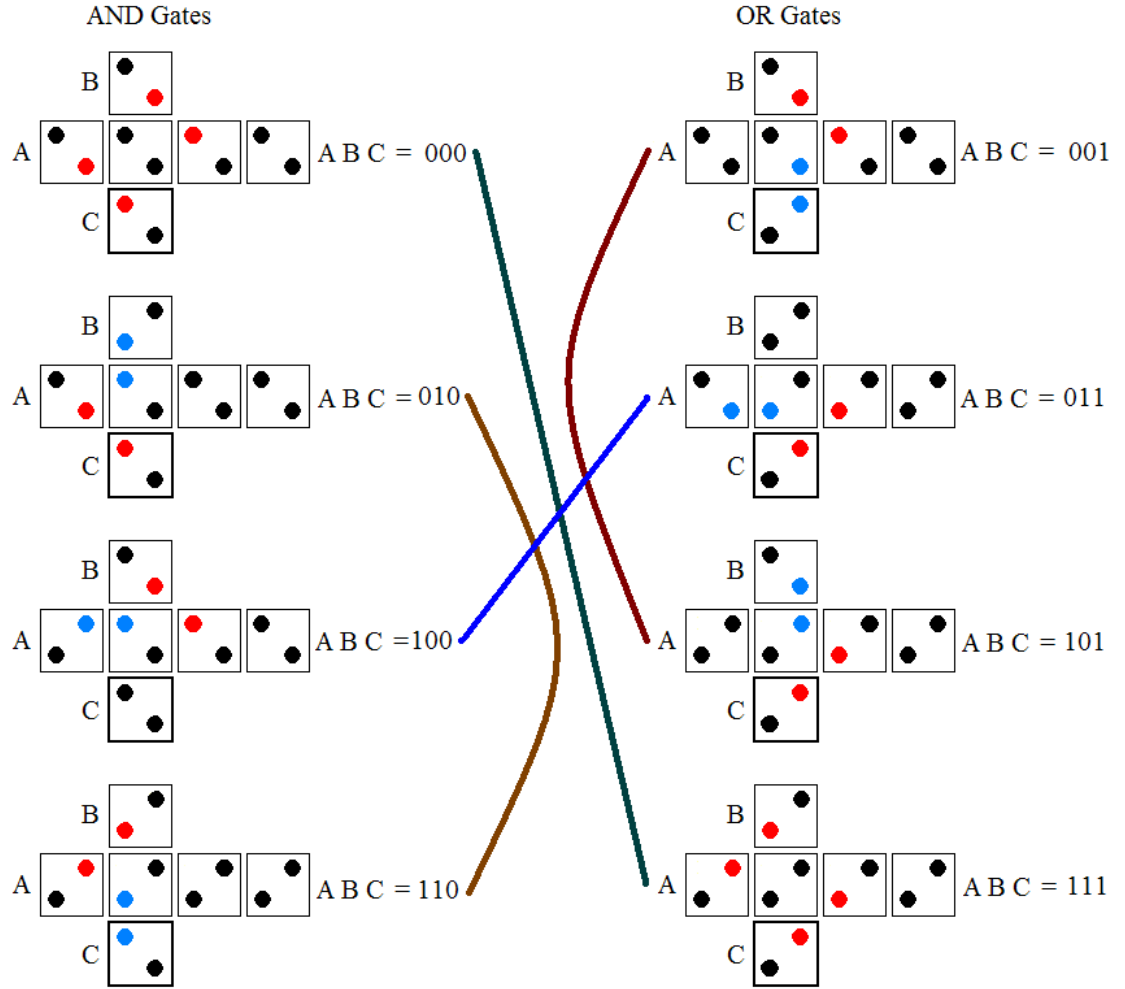 AND Gates
OR Gates
B
A
A B C = 000
C
B
A
A B C = 001
C
B
A
A B C = 010
C
B
A
A B C = 011
C
B
A
A B C =100
C
B
A
A B C = 101
C
B
A
A B C = 110
C
B
A
A B C = 111
C